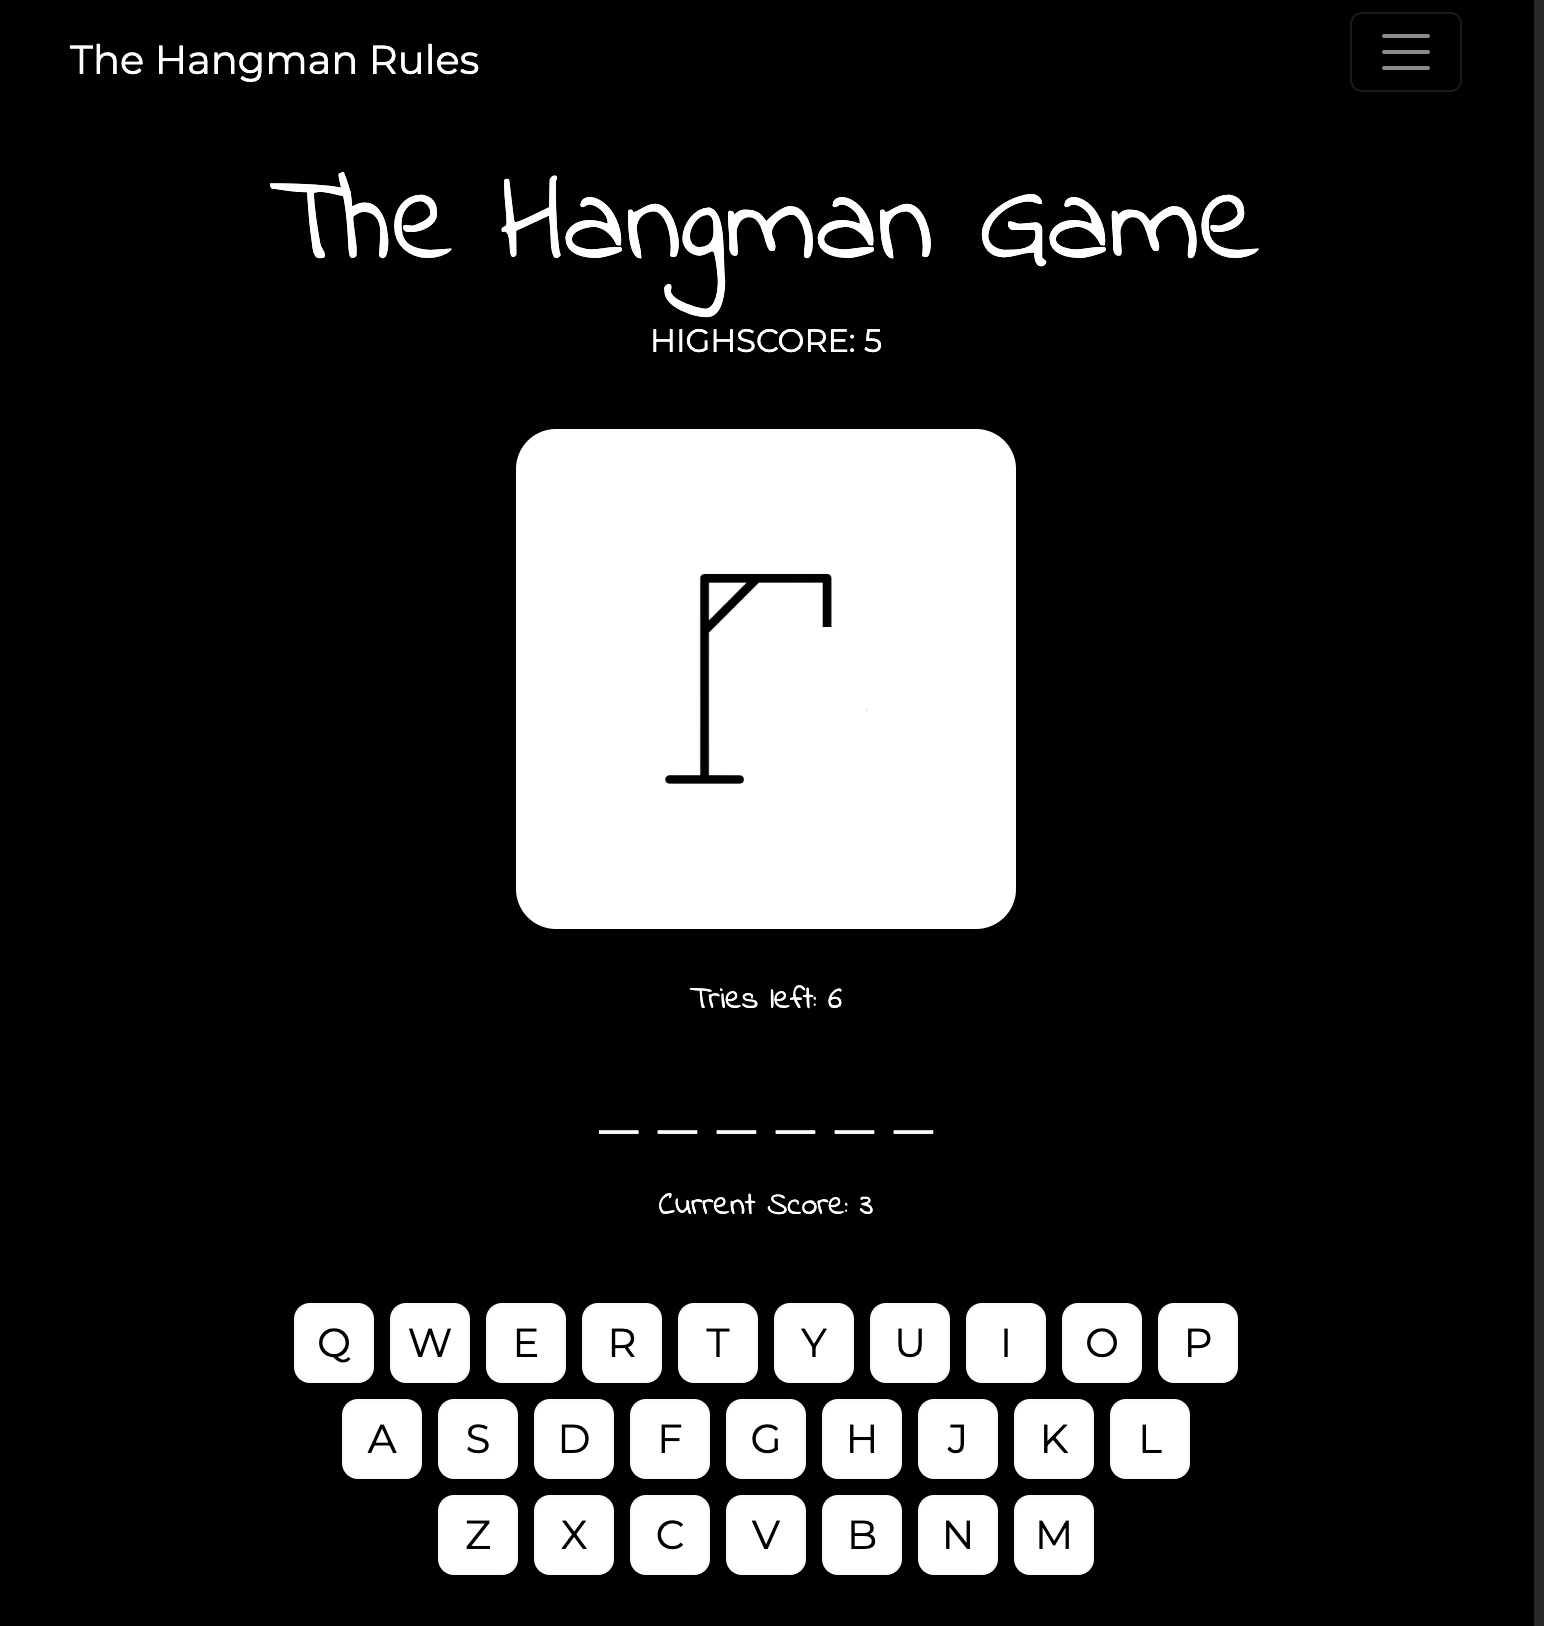 The Hangman Rules
The Hangman Game
HIGHSCORE: 5
Tries left: 6
_ _ _ _ _ _
Current Score: 3
Q W E R T Y U I O P
A S D F G H J K L
Z X C V B N M